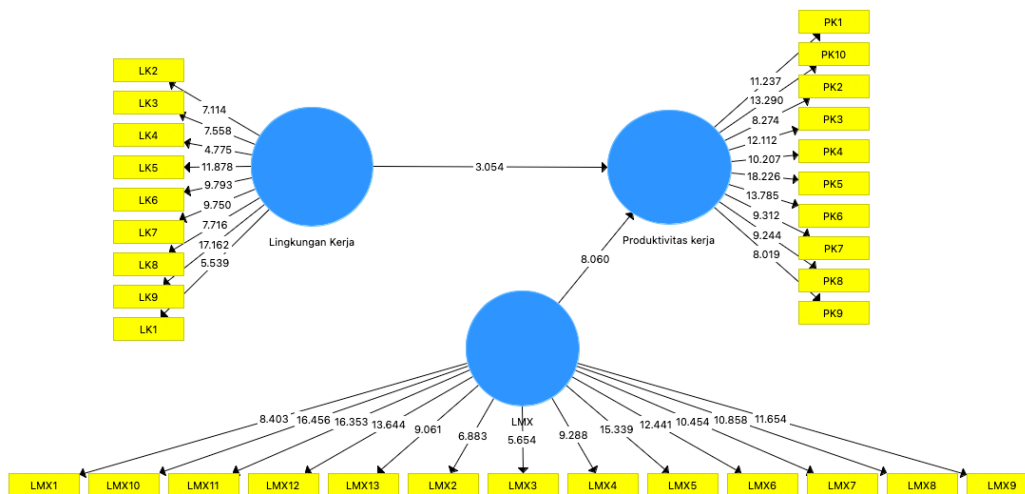 PK1
PK10
PK2
PK3
PK4
PK5
PK6
PK7
PK8
PK9
11.237
13.290
8.274
12.112
10.207
18.226
13.785
9.312
9.244
8.019
LK2
LK3
LK4
LK5
LK6
LK7
LK8
LK9
LK1
7.114
7.558
4.775
11.878
9.793
9.750
7.716
17.162
5.539
3.054
Lingkungan Kerja
Produktivitas kerja
8.060
LMX
8.403
16.456
16.353
13.644
9.061
6.883
5.654
9.288
15.339
12.441
10.454
10.858
11.654
LMX1
LMX10
LMX11
LMX12
LMX13
LMX2
LMX3
LMX4
LMX5
LMX6
LMX7
LMX8
LMX9